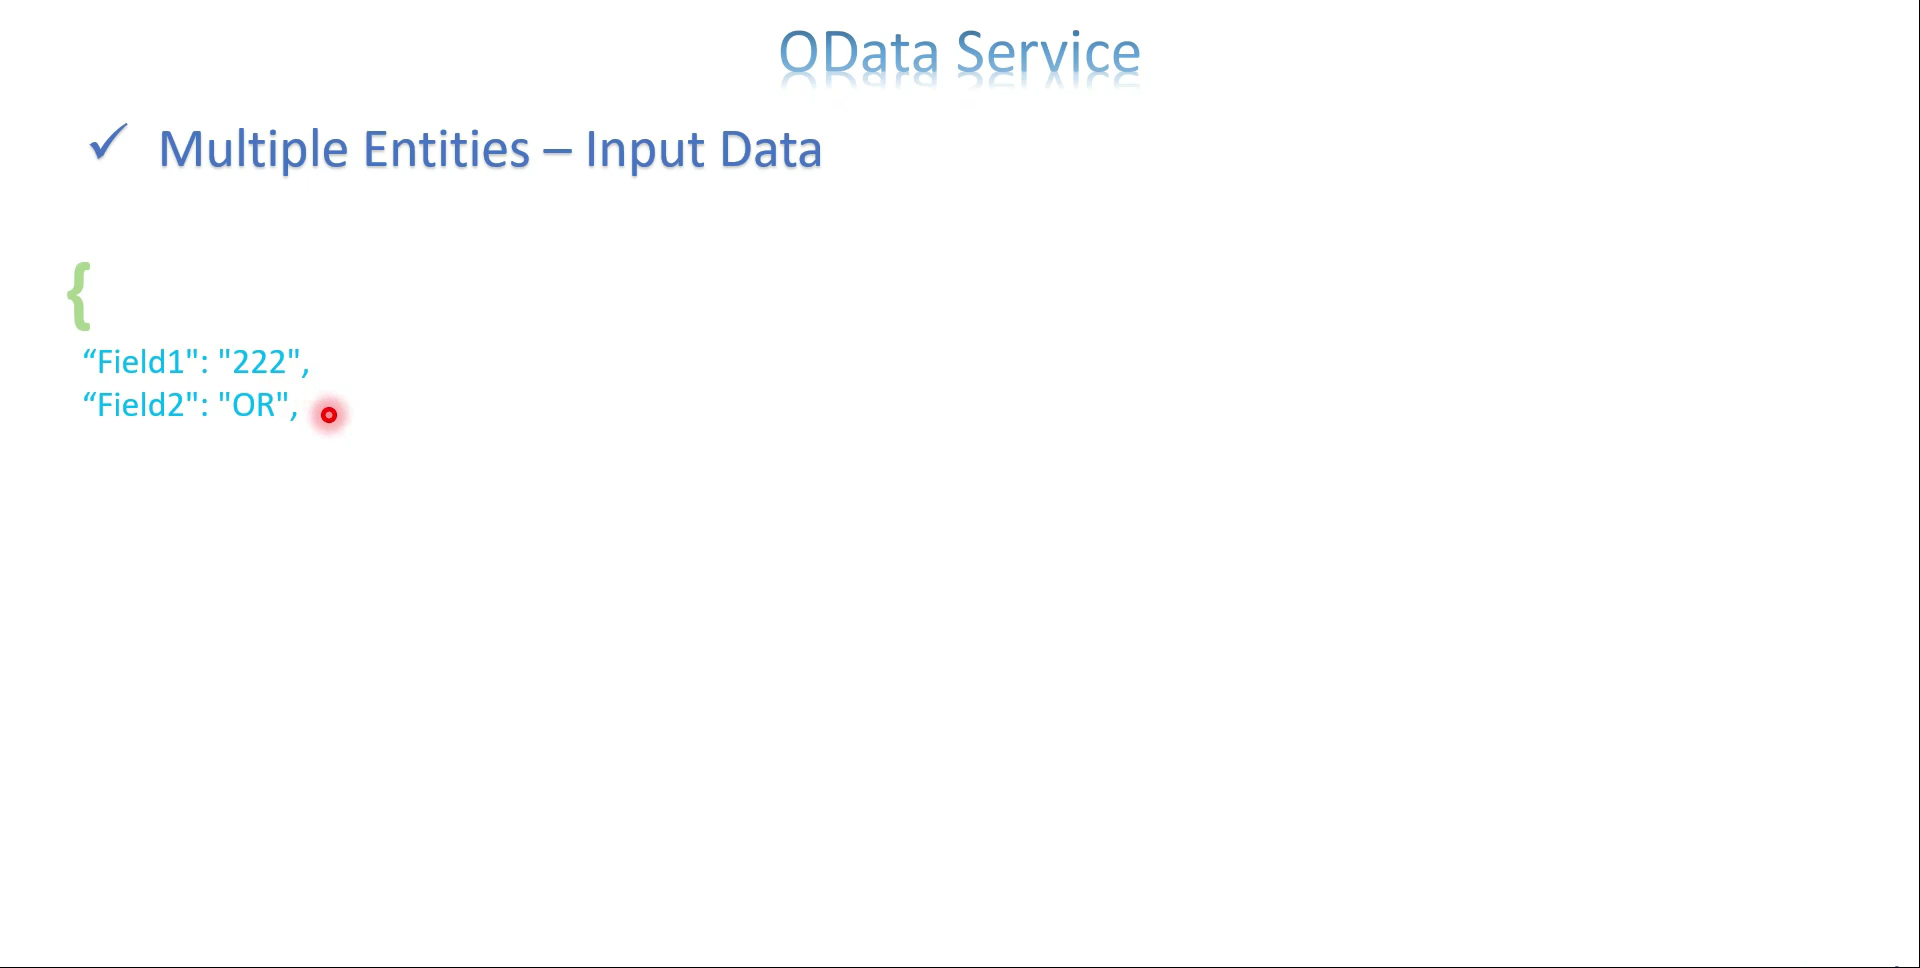 OData Service
✓ Multiple Entities – Input Data
{
“Field1": "222",
“Field2": "OR",